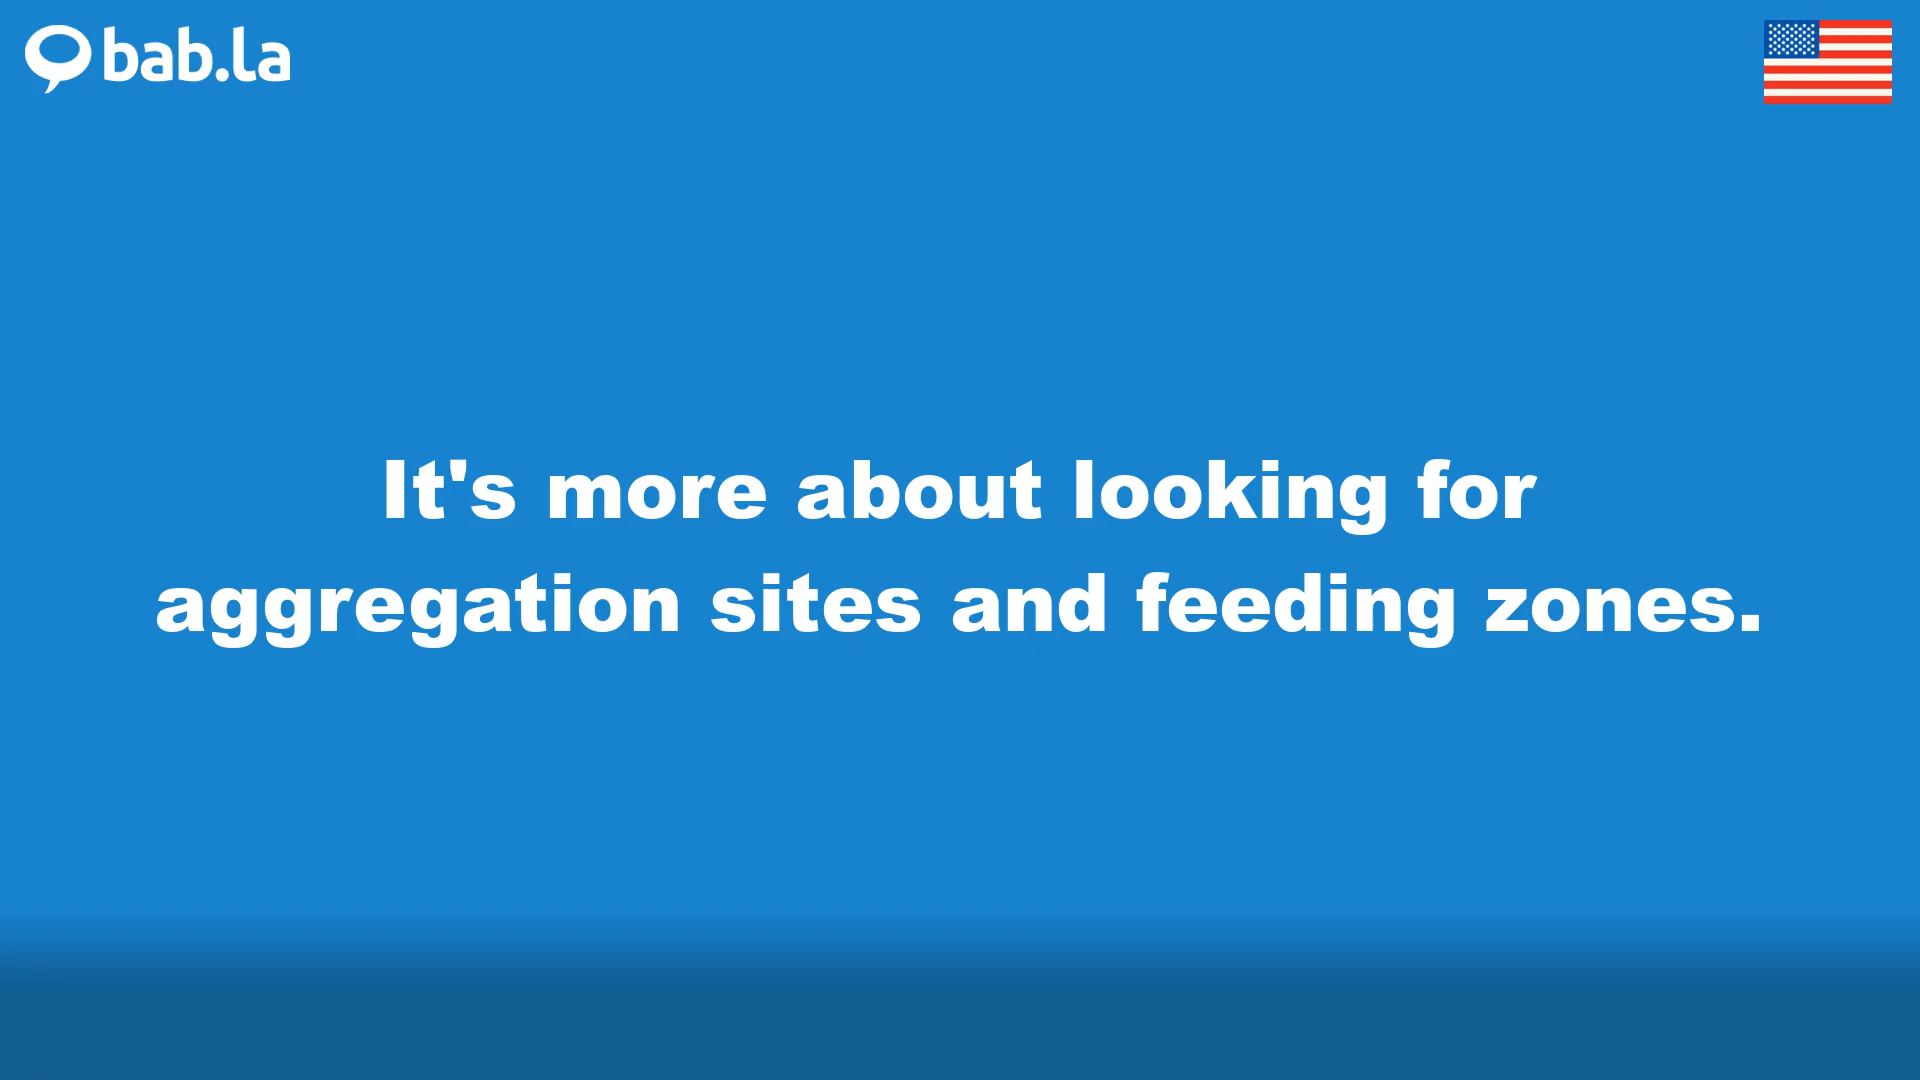 bab.la
It's more about looking for
aggregation sites and feeding zones.